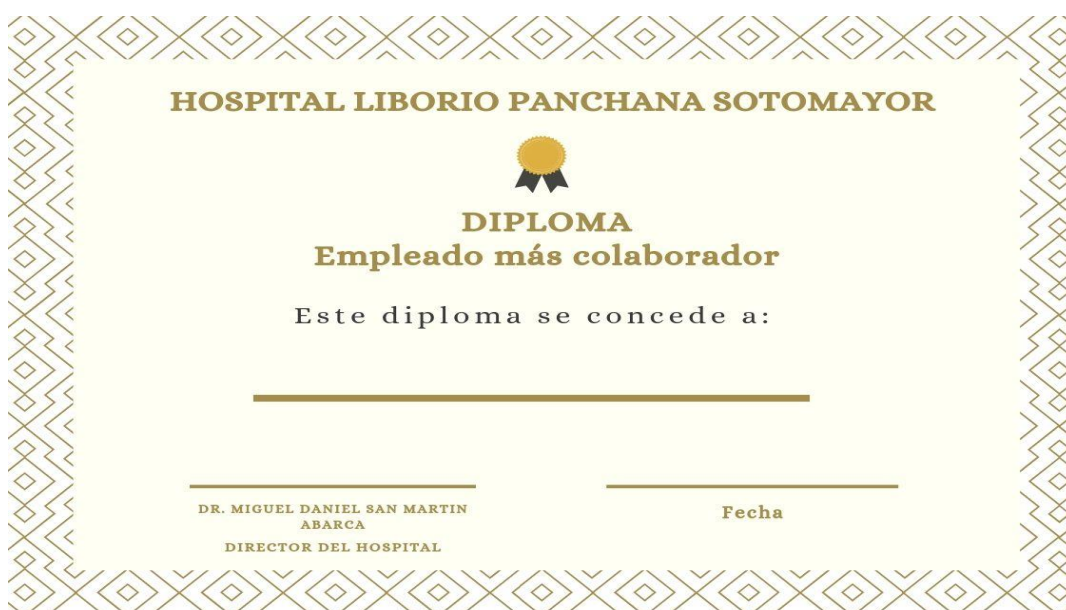 HOSPITAL LIBORIO PANCHANA SOTOMAYOR
DIPLOMA
Empleado más colaborador
Este diploma se concede a:
DR. MIGUEL DANIEL SAN MARTIN
ABARCA
DIRECTOR DEL HOSPITAL
Fecha